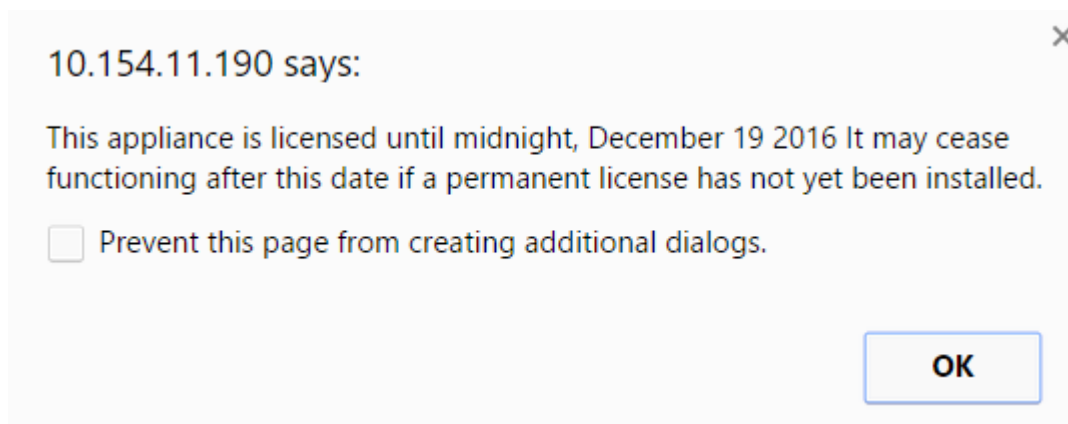 10.154.11.190 says:
This appliance is licensed until midnight, December 19 2016 It may cease
functioning after this date if a permanent license has not yet been installed.
Prevent this page from creating additional dialogs.
OK